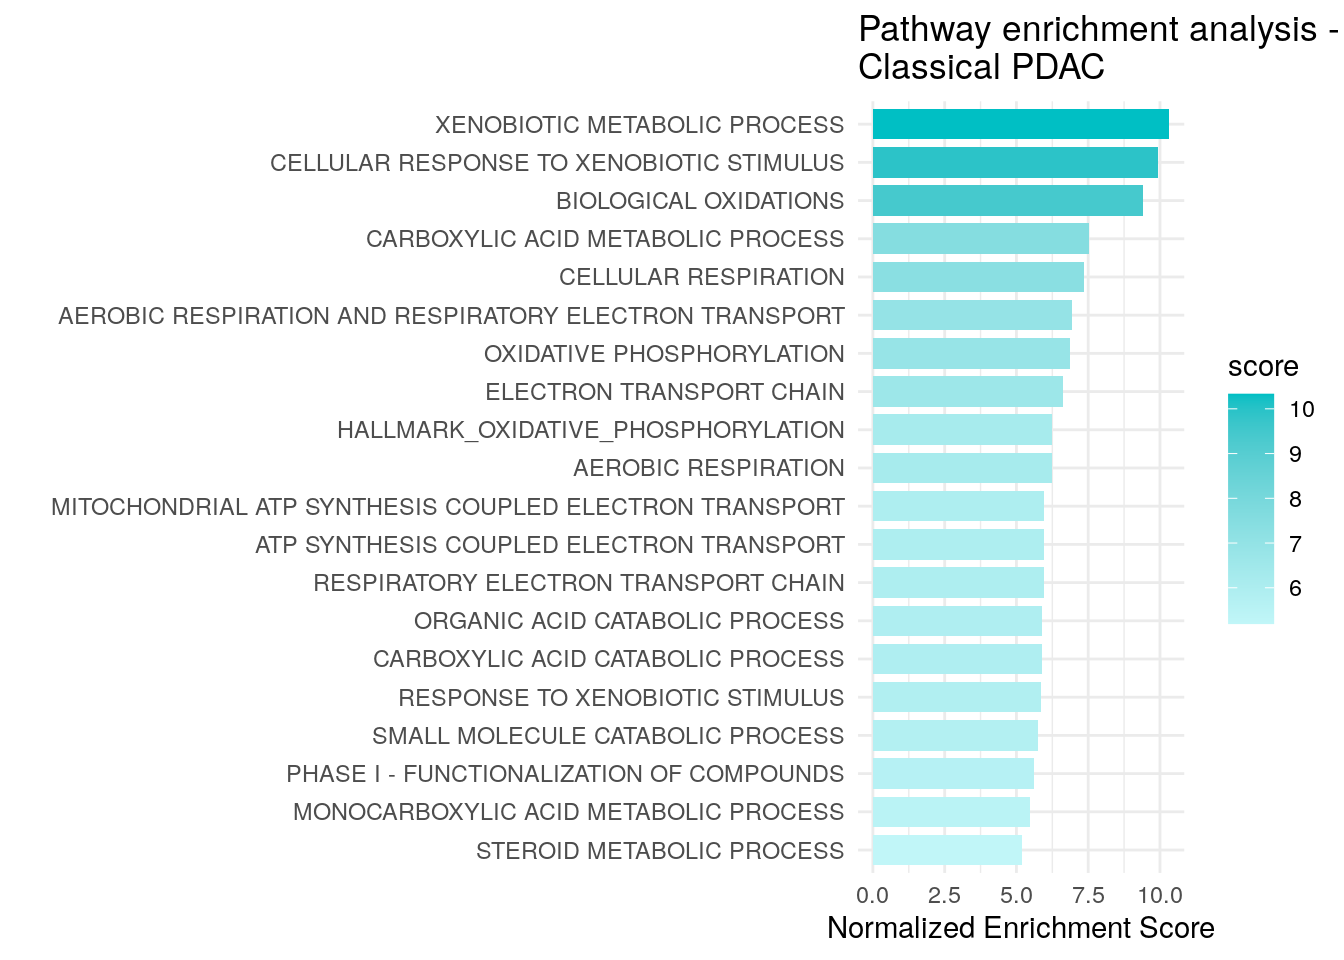 Pathway enrichment analysis -
Classical PDAC
XENOBIOTIC METABOLIC PROCESS
CELLULAR RESPONSE TO XENOBIOTIC STIMULUS
BIOLOGICAL OXIDATIONS
CARBOXYLIC ACID METABOLIC PROCESS
CELLULAR RESPIRATION
AEROBIC RESPIRATION AND RESPIRATORY ELECTRON TRANSPORT
OXIDATIVE PHOSPHORYLATION
ELECTRON TRANSPORT CHAIN
HALLMARK_OXIDATIVE_PHOSPHORYLATION
AEROBIC RESPIRATION
MITOCHONDRIAL ATP SYNTHESIS COUPLED ELECTRON TRANSPORT
ATP SYNTHESIS COUPLED ELECTRON TRANSPORT
RESPIRATORY ELECTRON TRANSPORT CHAIN
ORGANIC ACID CATABOLIC PROCESS
CARBOXYLIC ACID CATABOLIC PROCESS
RESPONSE TO XENOBIOTIC STIMULUS
SMALL MOLECULE CATABOLIC PROCESS
PHASE I - FUNCTIONALIZATION OF COMPOUNDS
MONOCARBOXYLIC ACID METABOLIC PROCESS
STEROID METABOLIC PROCESS
0.0 2.5 5.0 7.5 10.0
Normalized Enrichment Score
score
10
9
8
7
6